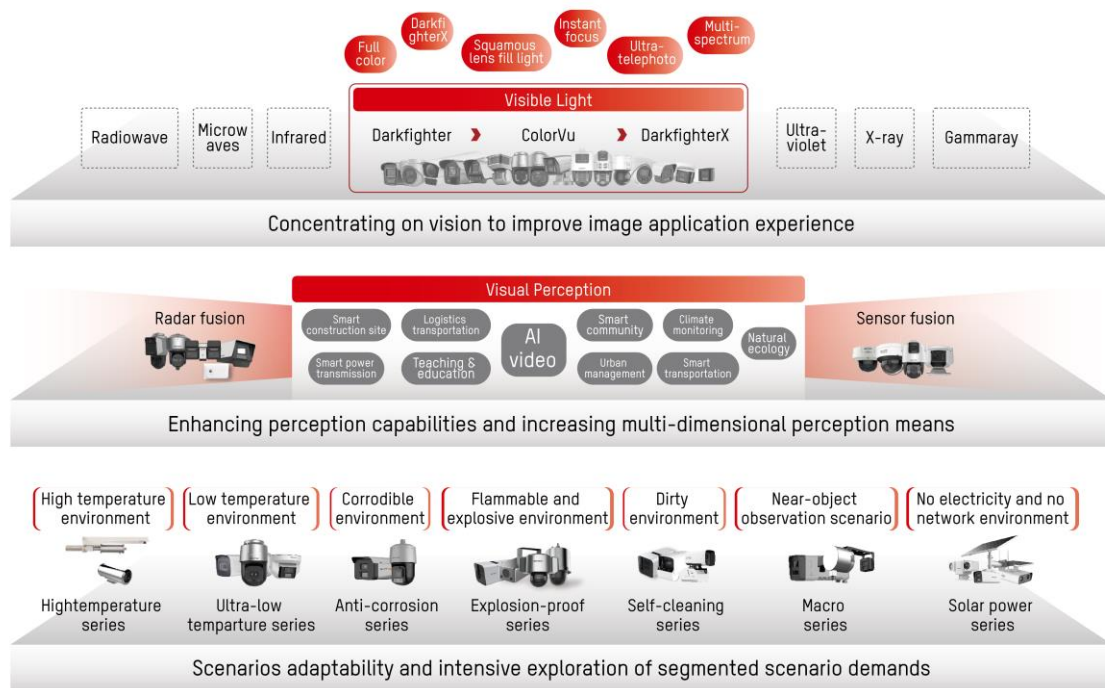 Full
color
Darkfi
ghterX
Squamous
lens fill light
Instant
focus
Ultra-
telephoto
Multi-
spectrum
Visible Light
Radiowave
Microw
aves
Infrared
Darkfighter
ColorVu
DarkfighterX
Ultra-
violet
X-ray
Gammaray
Concentrating on vision to improve image application experience
Visual Perception
Radar fusion
Smart
construction site
Logistics
transportation
AI
video
Smart
community
Climate
monitoring
Natural
ecology
Smart power
transmission
Teaching &
education
Urban
management
Smart
transportation
Sensor fusion
Enhancing perception capabilities and increasing multi-dimensional perception means
High temperature
environment
Low temperature
environment
Corrodible
environment
Flammable and
explosive environment
Dirty
environment
Near-object
observation scenario
No electricity and no
network environment
Hightemperature
series
Ultra-low
temparture series
Anti-corrosion
series
Explosion-proof
series
Self-cleaning
series
Macro
series
Solar power
series
Scenarios adaptability and intensive exploration of segmented scenario demands